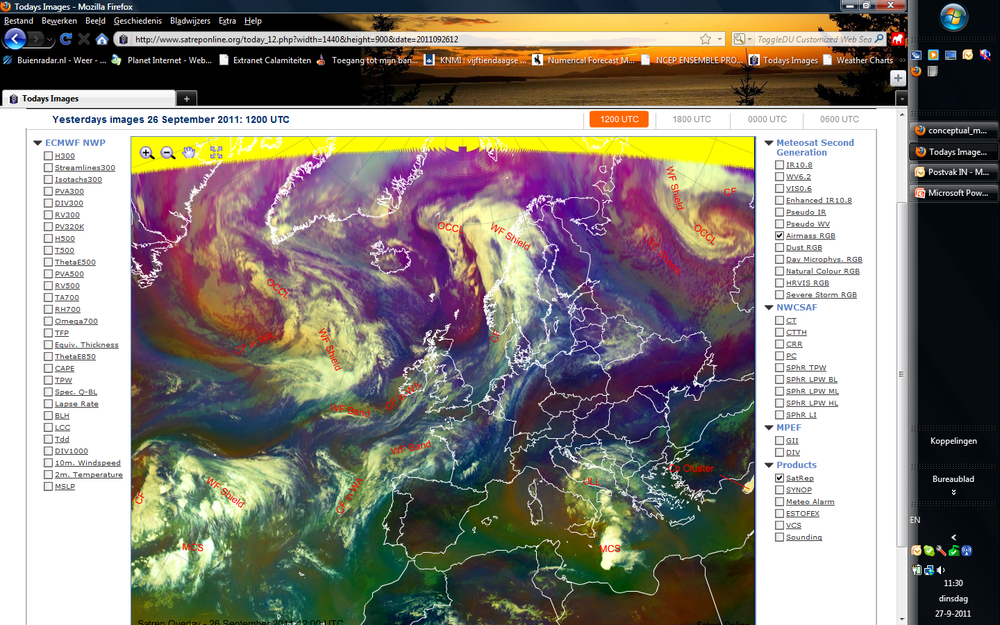 Todays Images - Mozilla Firefox
Bestand Bewerken Beeld Geschiedenis Bladwijzers Extra Help
http://www.satreponline.org/today_12.php?width=1440&height=900&date=2011092612
ToggleDU Customized Web Sea
Buienradar.nl - Weer - ... Planet Internet - Web... Extranet Calamiteiten Toegang tot mijn ban... KNMI : vijftiendaagse ... Numerical Forecast M... NCEP ENSEMBLE PRO... Todays Images Weather Charts
Todays Images
Yesterdays images 26 September 2011: 1200 UTC
1200 UTC 1800 UTC 0000 UTC 0600 UTC
ECMWF NWP
H300
Streamlines300
Isotachs300
PVA300
DIV300
RV300
PV320K
H500
T500
ThetaE500
PVA500
RV500
TA700
RH700
Omega700
TFP
Equiv. Thickness
ThetaE850
CAPE
TPW
Spec. Q-BL
Lapse Rate
BLH
LCC
Tdd
DIV1000
10m. Windspeed
2m. Temperature
MSLP
WF Shield
CF
OCCL
OCCL
WF Shield
OCCL
CF in WA
WF Shield
CF
CF in WA
WF Band
WF Band
CF in WA
WF Shield
CF
MCS
Cb Cluster
ULL
MCS
Satrep Overlay - 26 September 2011 12:00 UTC
Satrep Online
Meteosat Second
Generation
IR10.8
WV6.2
VIS0.6
Enhanced IR10.8
Pseudo IR
Pseudo WV
Airmass RGB
Dust RGB
Day Microphys. RGB
Natural Colour RGB
HRVIS RGB
Severe Storm RGB
NWCSAF
CT
CTTH
CRR
PC
SPhR TPW
SPhR LPW BL
SPhR LPW ML
SPhR LPW HL
SPhR LI
MPEF
GII
DIV
Products
SatRep
SYNOP
Meteo Alarm
ESTOFEX
VCS
Sounding
conceptual_m...
Todays Image...
Postvak IN - M...
Microsoft Pow...
Koppelingen
Bureaublad
EN
11:30
dinsdag
27-9-2011